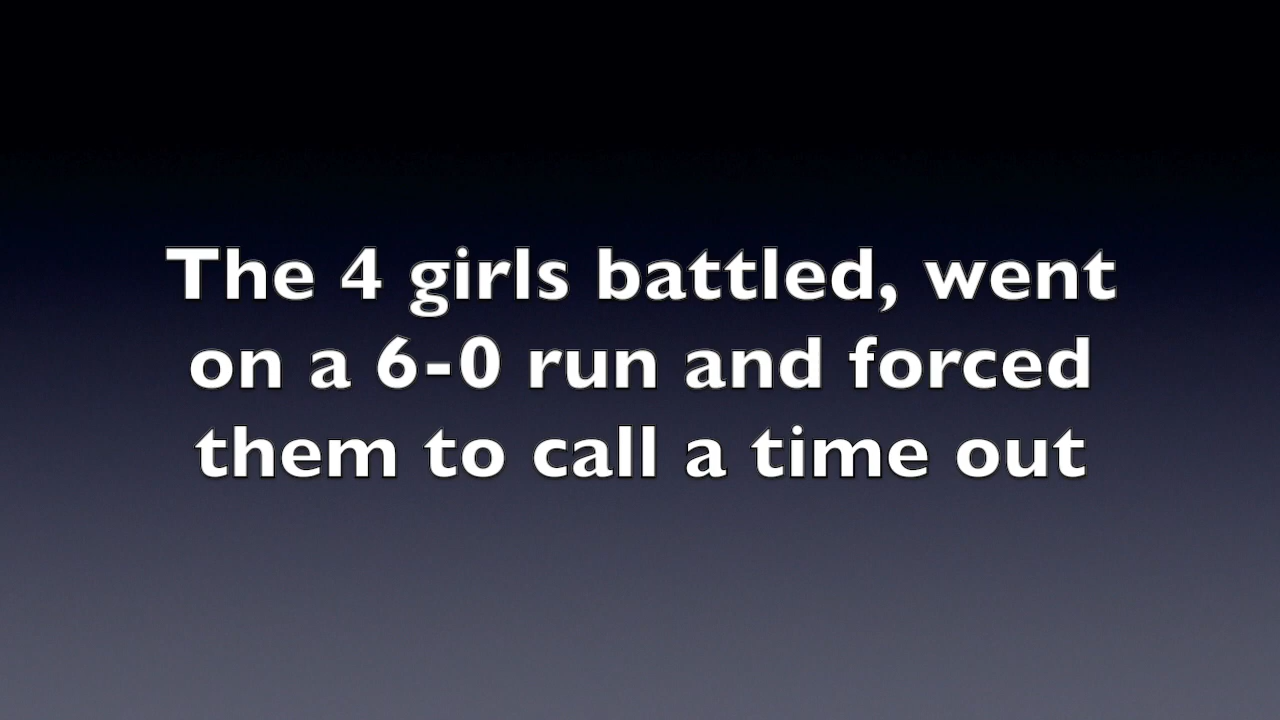 The 4 girls battled, went
on a 6-0 run and forced
them to call a time out